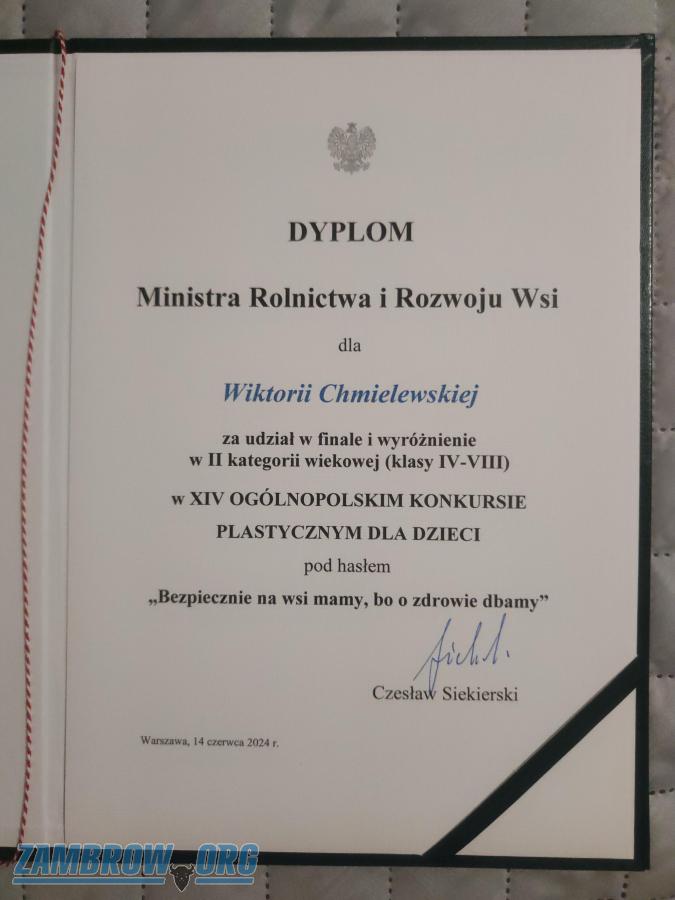 DYPLOM
Ministra Rolnictwa i Rozwoju Wsi
dla
Wiktorii Chmielewskiej
za udział w finale i wyróżnienie
w II kategorii wiekowej (klasy IV-VIII)
w XIV OGÓLNOPOLSKIM KONKURSIE
PLASTYCZNYM DLA DZIECI
pod hasłem
„Bezpiecznie na wsi mamy, bo o zdrowie dbamy”
Czesław Siekierski
Warszawa, 14 czerwca 2024 r.
ZAMBROW.ORG